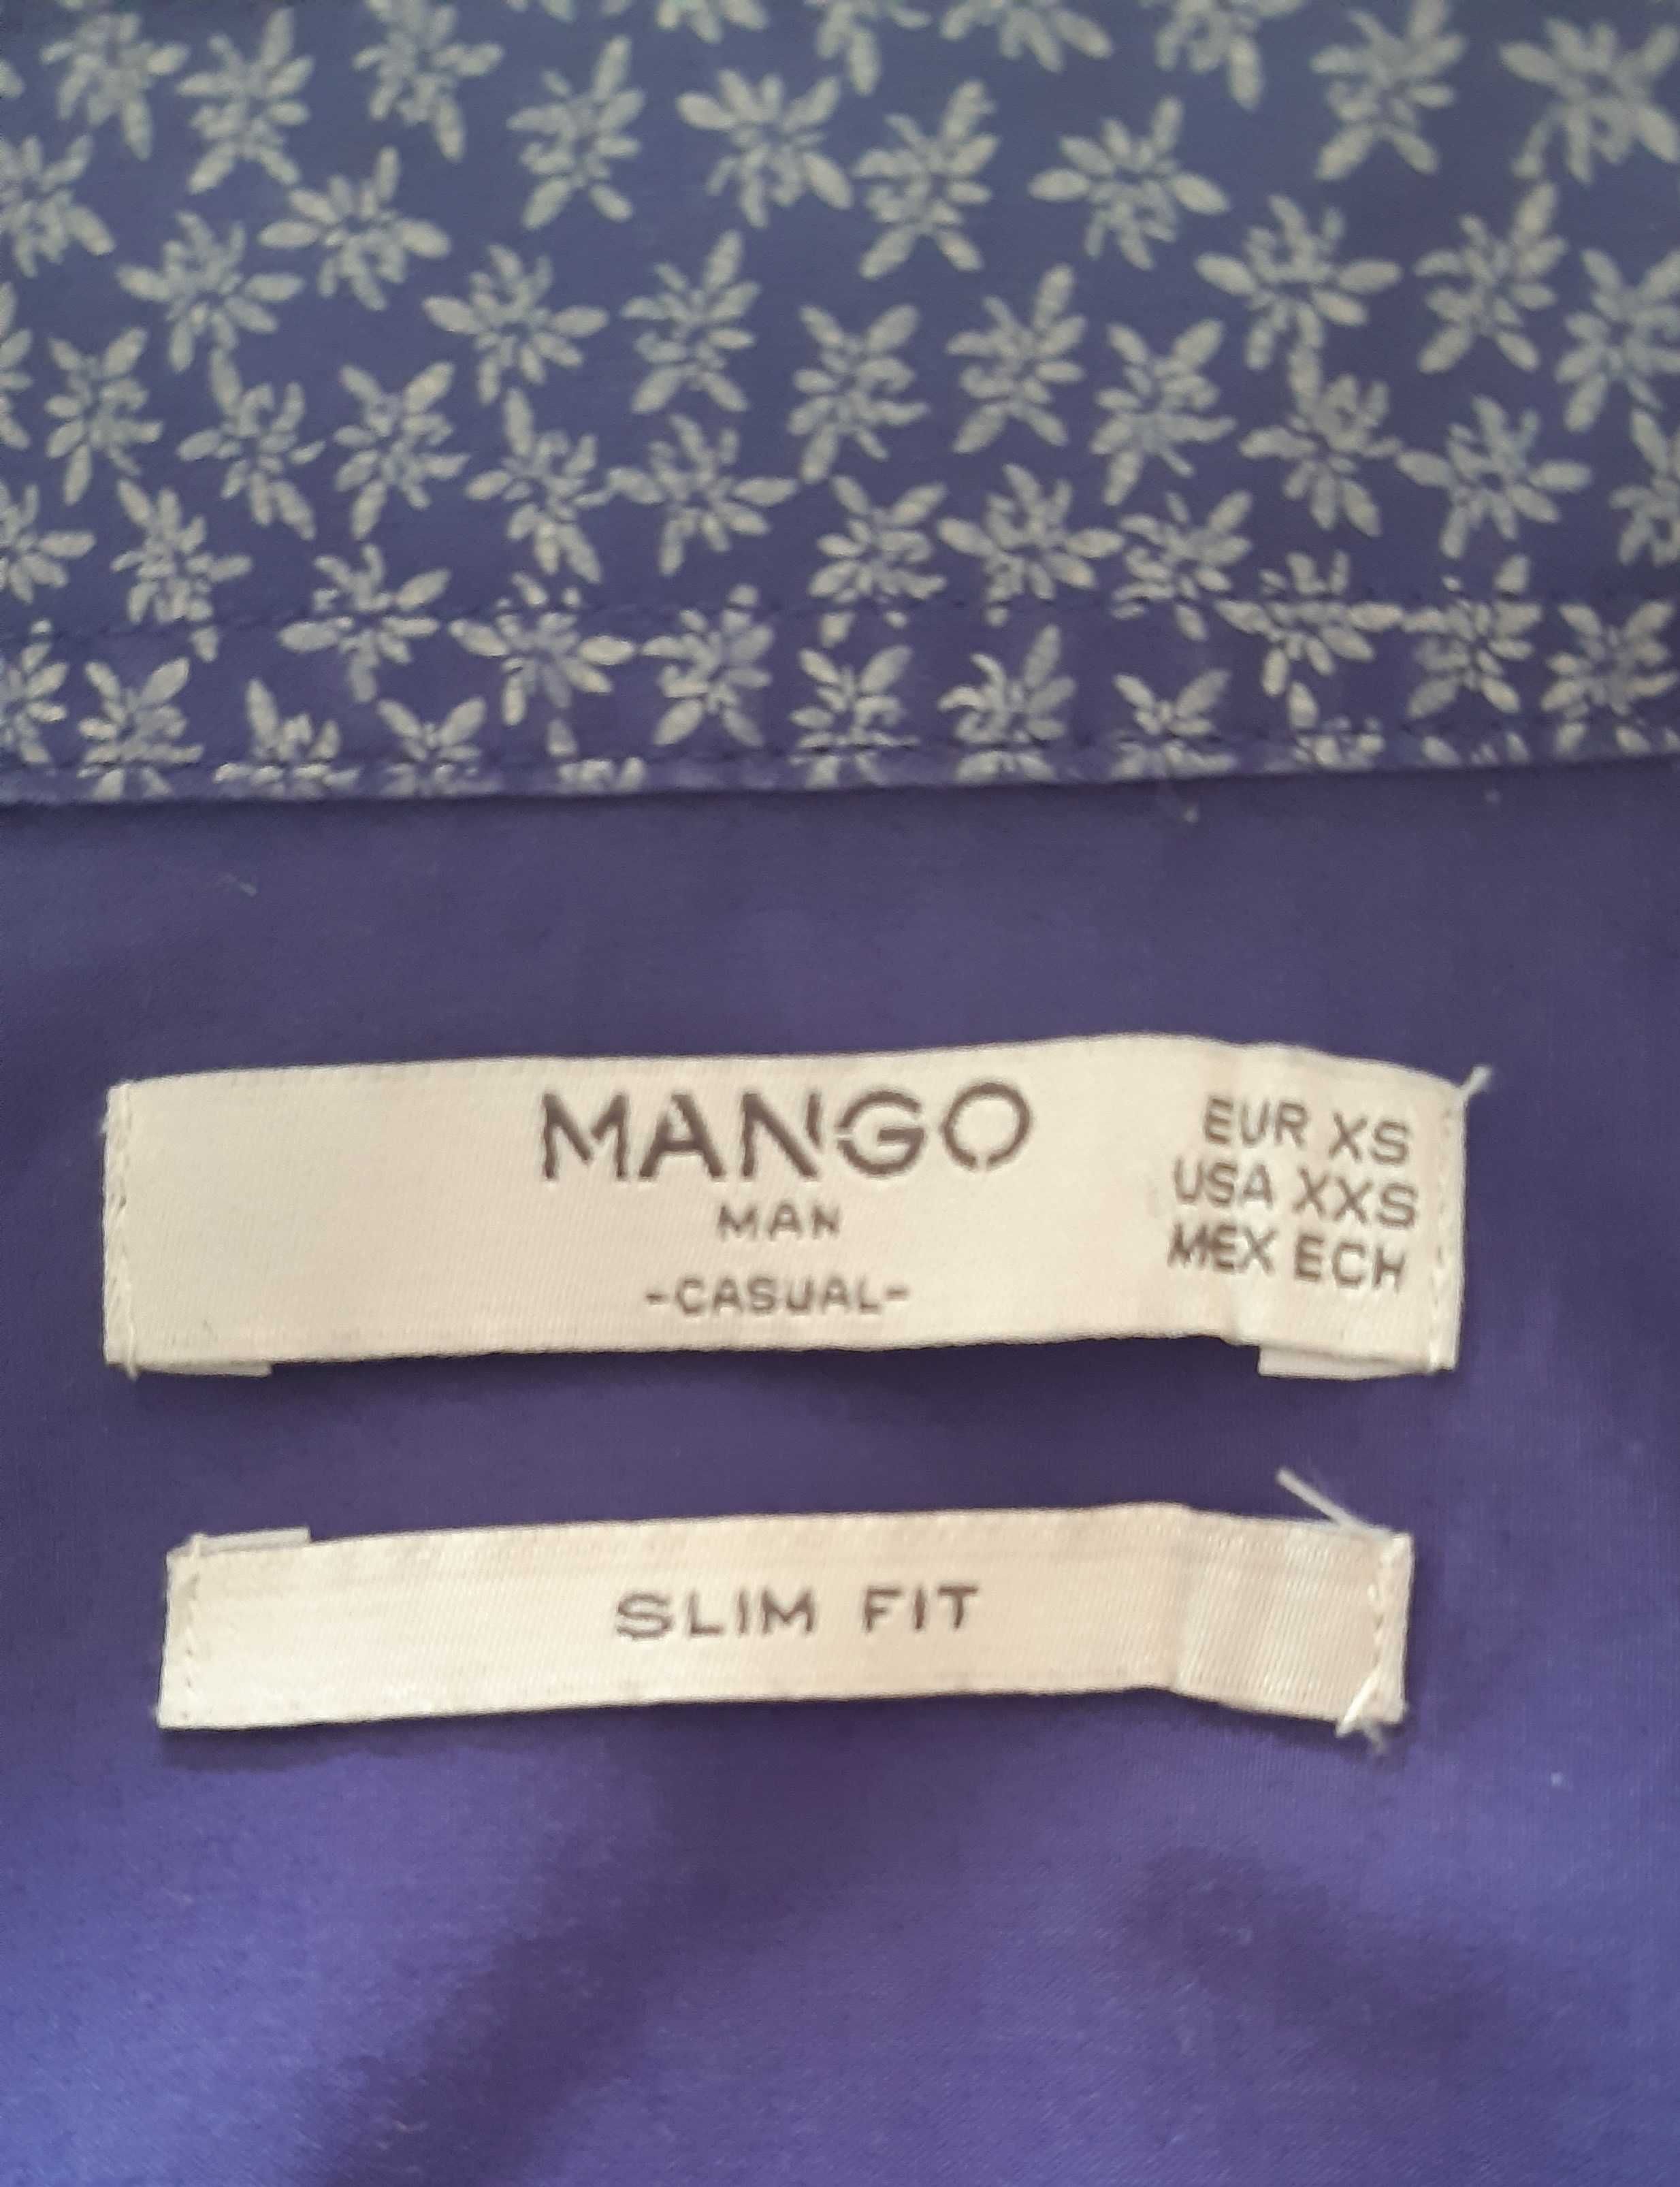 MANGO
MAN
-CASUAL-
EUR XS
USA XXS
MEX ECH
SLIM FIT